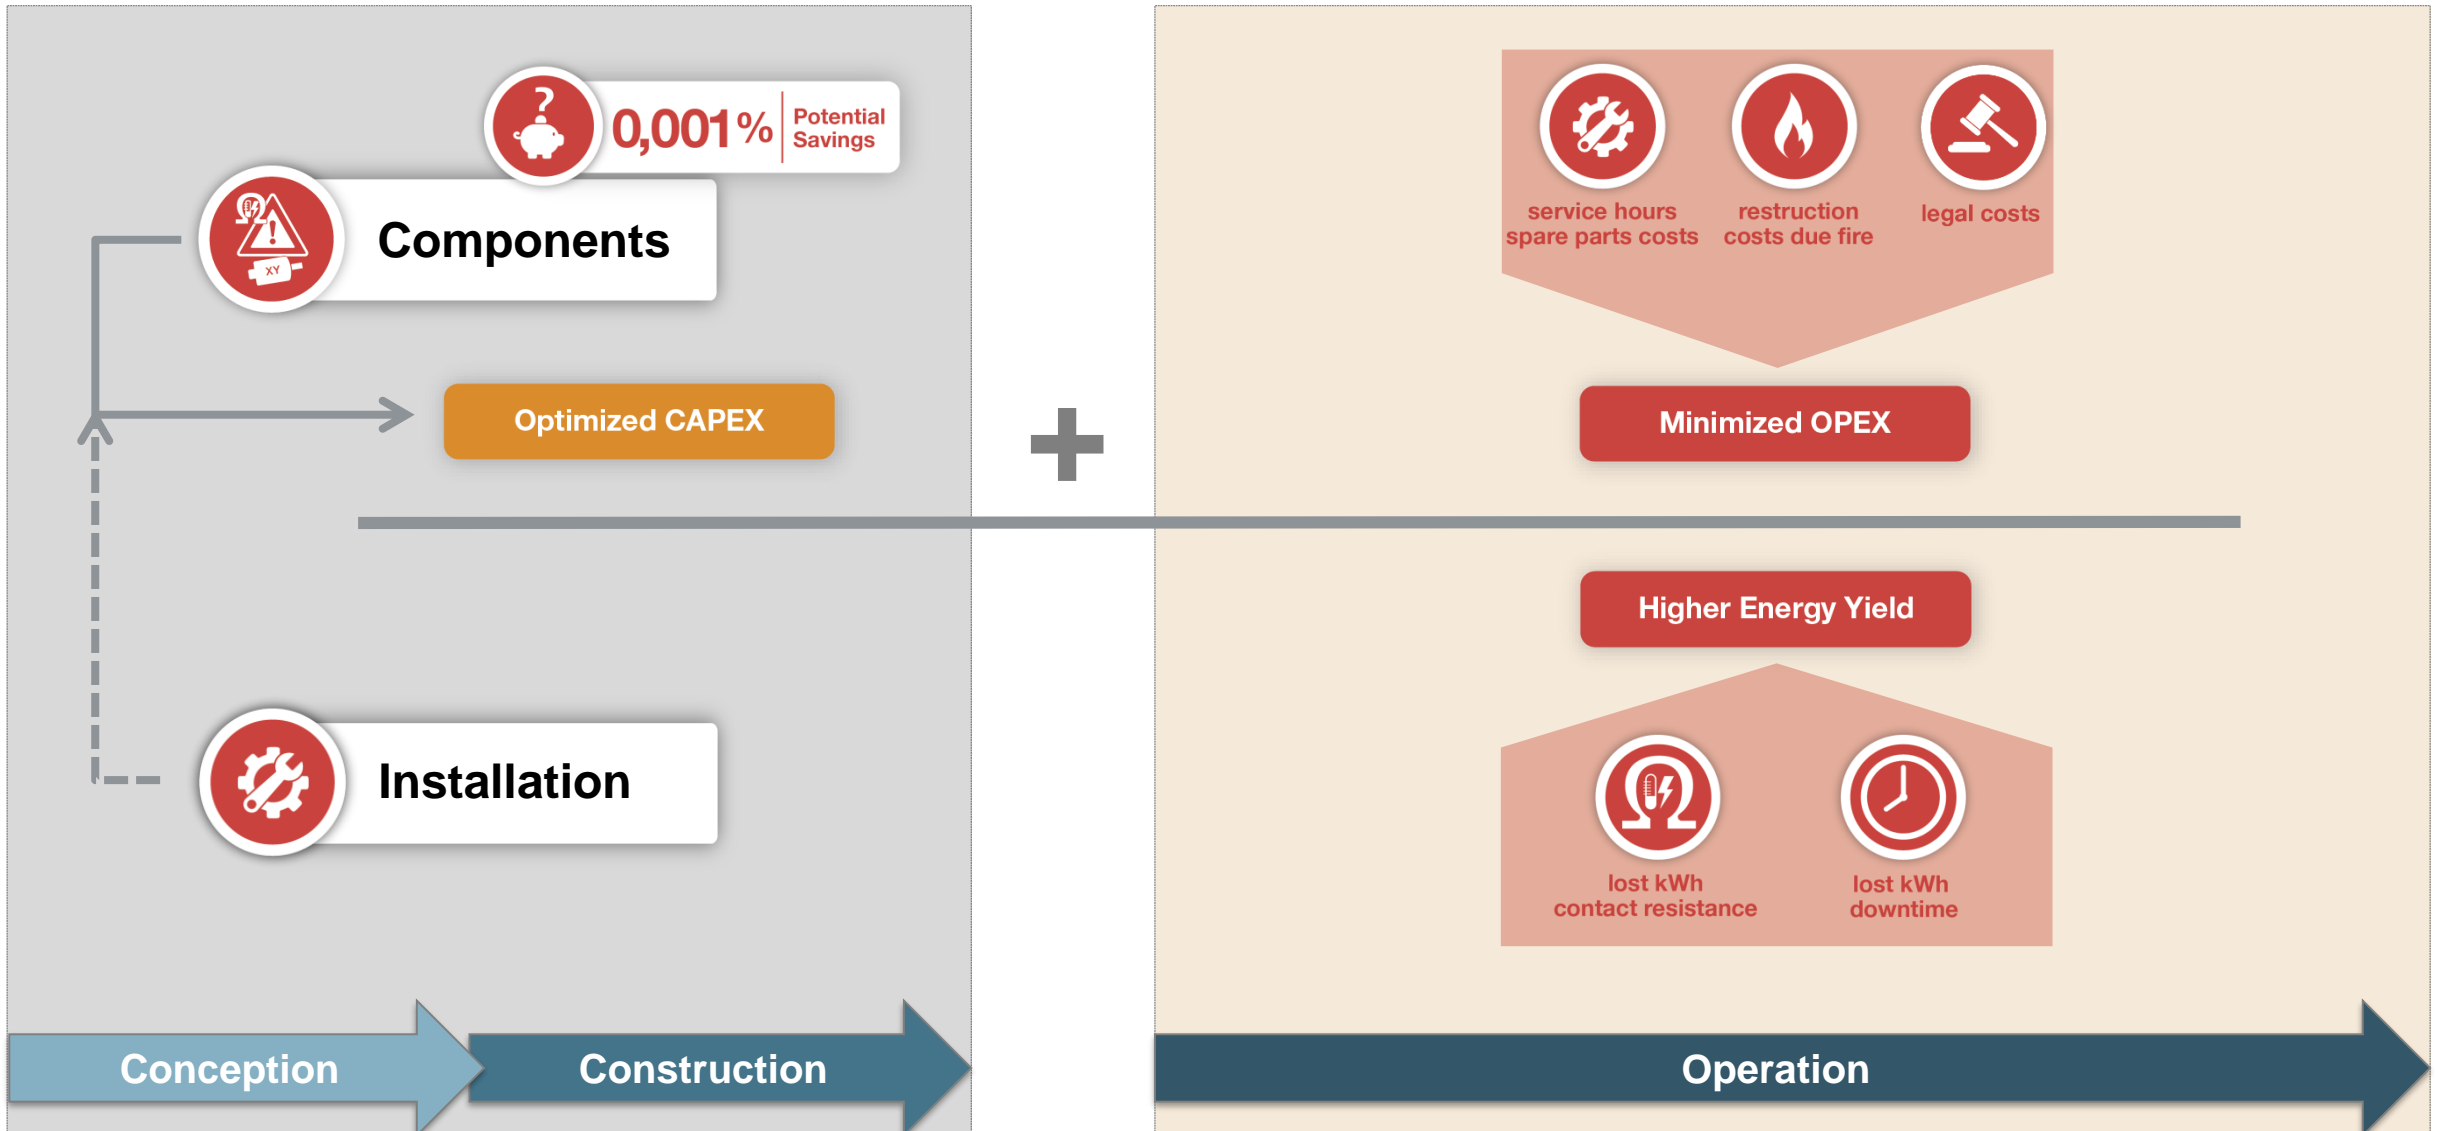 0,001%
Potential
Savings
Components
XY
Optimized CAPEX
Installation
Conception
Construction
service hours
spare parts costs
restruction
costs due fire
legal costs
Minimized OPEX
Higher Energy Yield
lost kWh
contact resistance
lost kWh
downtime
Operation